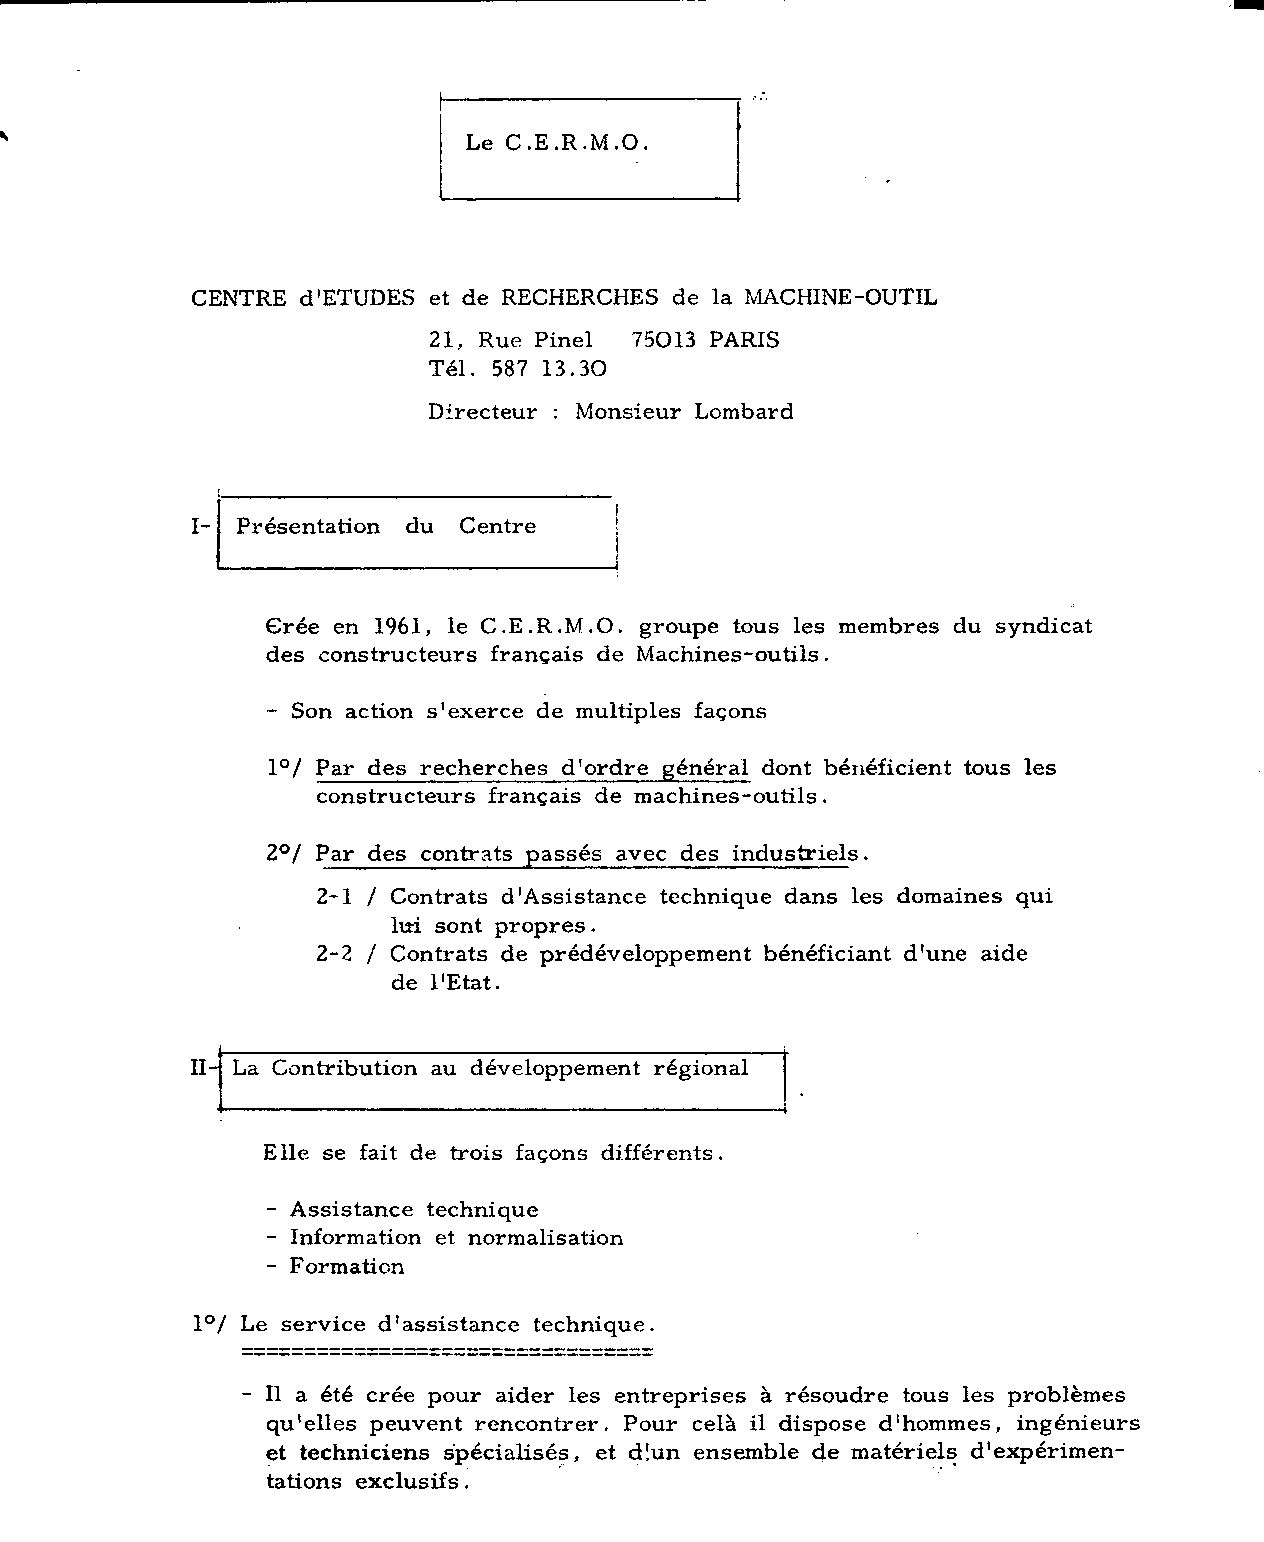 Le C.E.R.M.O.
CENTRE d'ETUDES et de RECHERCHES de la MACHINE-OUTIL
21, Rue Pinel 75013 PARIS
Tél. 587 13.30
Directeur : Monsieur Lombard
I- Présentation du Centre
Crée en 1961, le C.E.R.M.O. groupe tous les membres du syndicat
des constructeurs français de Machines-outils.
- Son action s'exerce de multiples façons
1°/ Par des recherches d'ordre général dont bénéficient tous les
constructeurs français de machines-outils.
2°/ Par des contrats passés avec des industriels.
2-1 / Contrats d'Assistance technique dans les domaines qui
lui sont propres.
2-2 / Contrats de prédéveloppement bénéficiant d'une aide
de l'Etat.
II- La Contribution au développement régional
Elle se fait de trois façons différents.
- Assistance technique
- Information et normalisation
- Formation
1°/ Le service d'assistance technique.
==================================
- Il a été crée pour aider les entreprises à résoudre tous les problèmes
qu'elles peuvent rencontrer. Pour celà il dispose d'hommes, ingénieurs
et techniciens spécialisés, et d'un ensemble de matériels d'expérimen-
tations exclusifs.